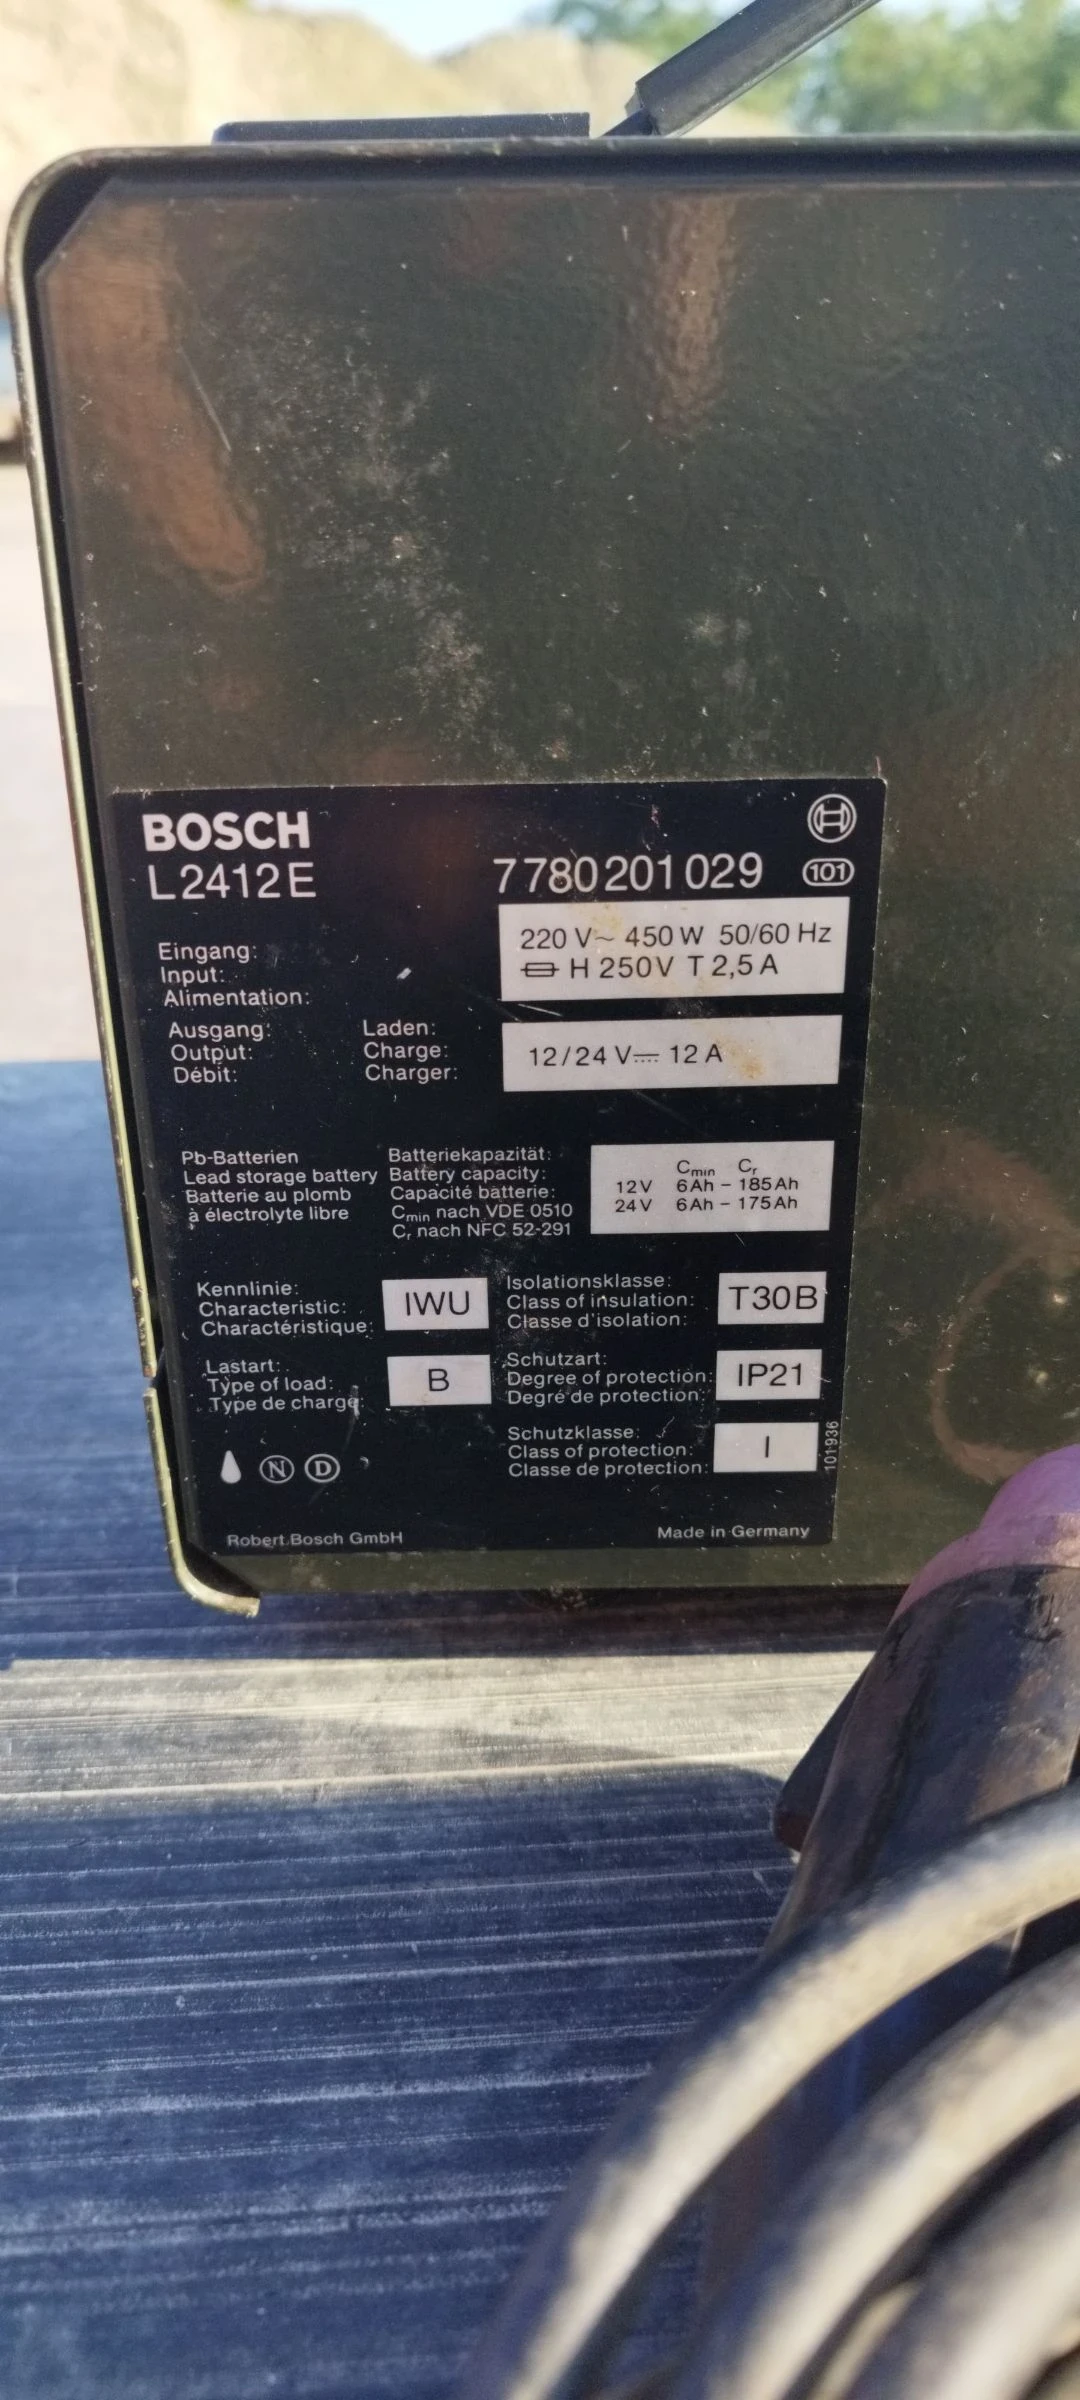 BOSCH
L2412E 7780201029 101
Eingang: 220 V~ 450 W 50/60 Hz
Input: H 250V T 2,5 A
Alimentation:
Ausgang: Laden:
Output: Charge: 12/24 V⎓ 12 A
Débit: Charger:
Pb-Batterien Batteriekapazität: Cmin Cr
Lead storage battery Battery capacity: 12V 6Ah – 185Ah
Batterie au plomb Capacité batterie: 24V 6Ah – 175Ah
à électrolyte libre Cmin nach VDE 0510
Cr nach NFC 52-291
Kennlinie: Isolationsklasse:
Characteristic: IWU Class of insulation: T30B
Charactéristique: Classe d'isolation:
Lastart: Schutzart:
Type of load: B Degree of protection: IP21
Type de charge: Degré de protection:
Schutzklasse:
Class of protection: I
Classe de protection:
101936
N D
Robert Bosch GmbH Made in Germany